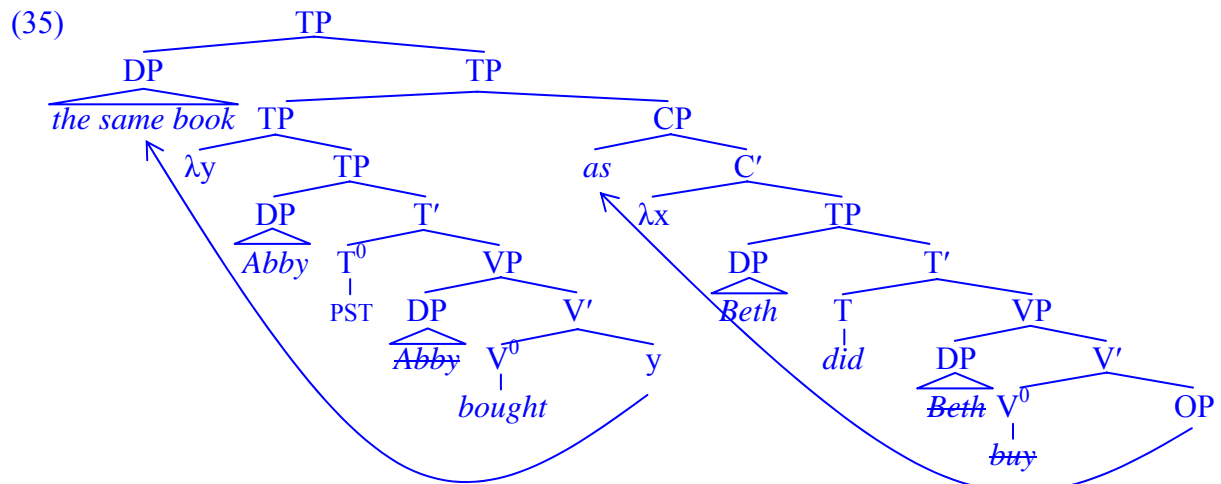 (35) TP
DP TP
the same book TP CP
λy TP as C′
DP T′ λx TP
Abby T⁰ VP DP T′
PST DP V′ Beth T VP
Abby V⁰ y did DP V′
bought Beth V⁰ OP
buy